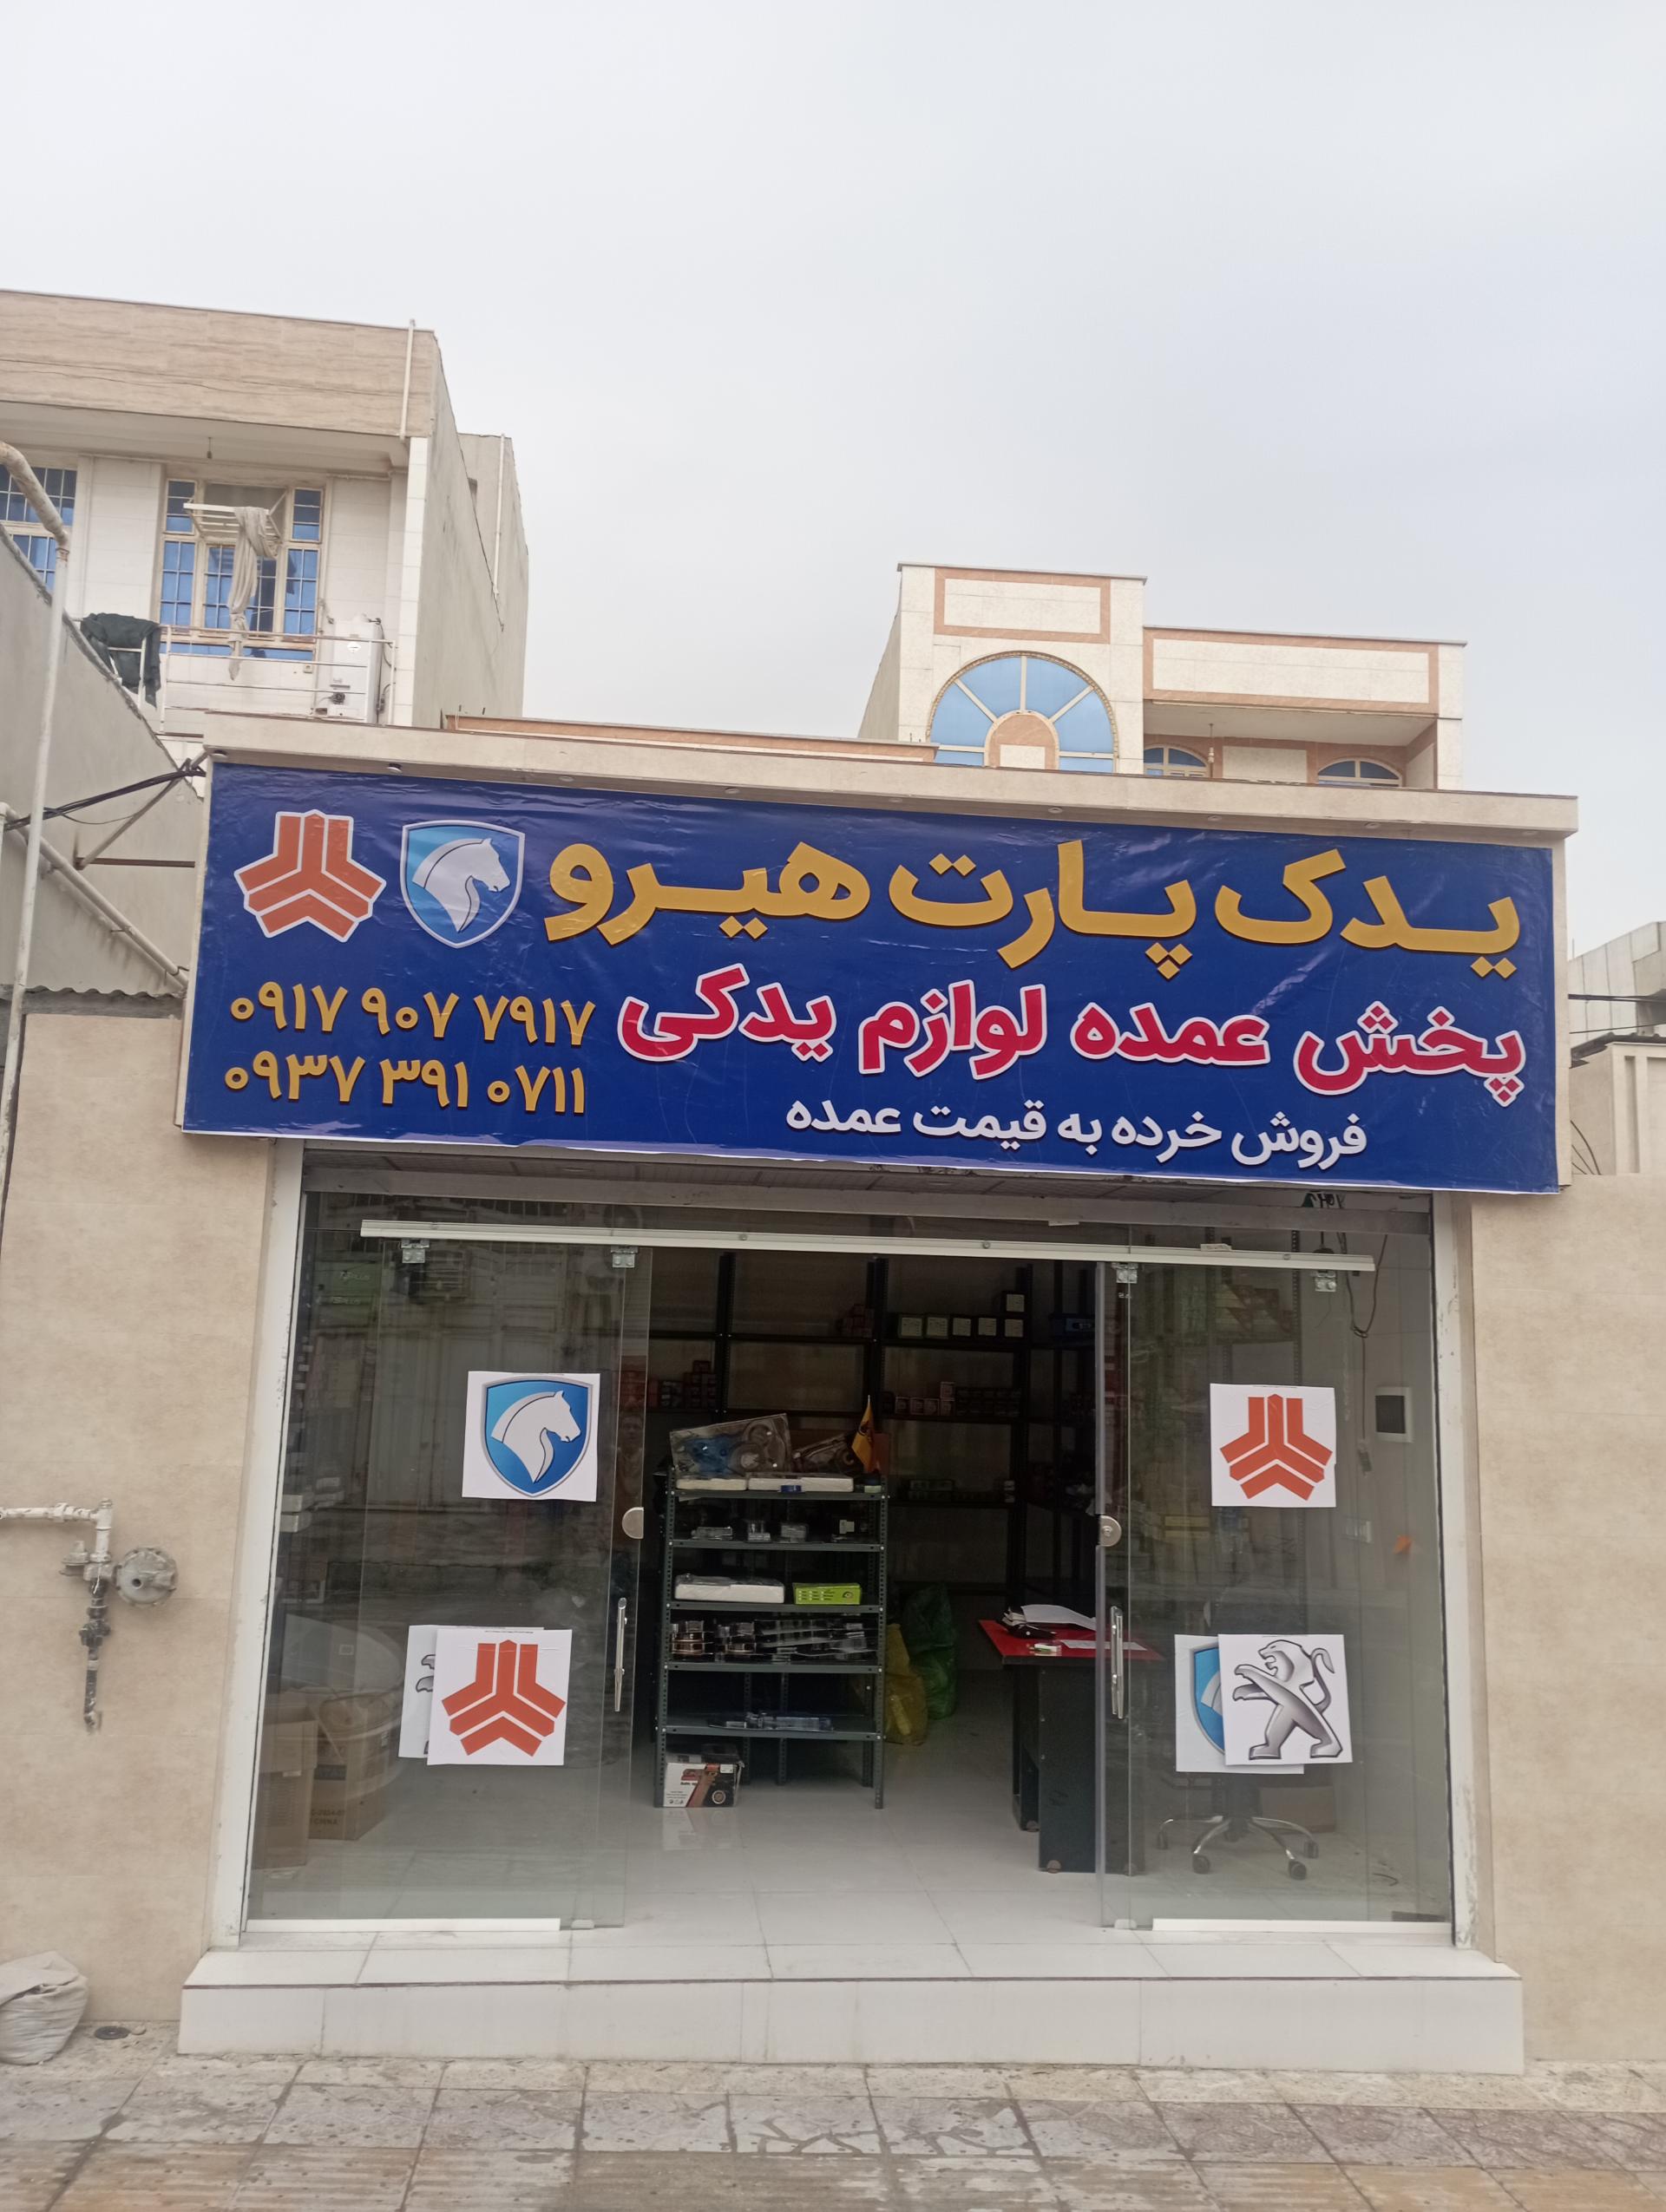 یدک پارت هیرو
پخش عمده لوازم یدکی
فروش خرده به قیمت عمده
۰۹۱۷ ۹۰۷ ۷۹۱۷
۰۹۳۷ ۳۹۱ ۰۷۱۱